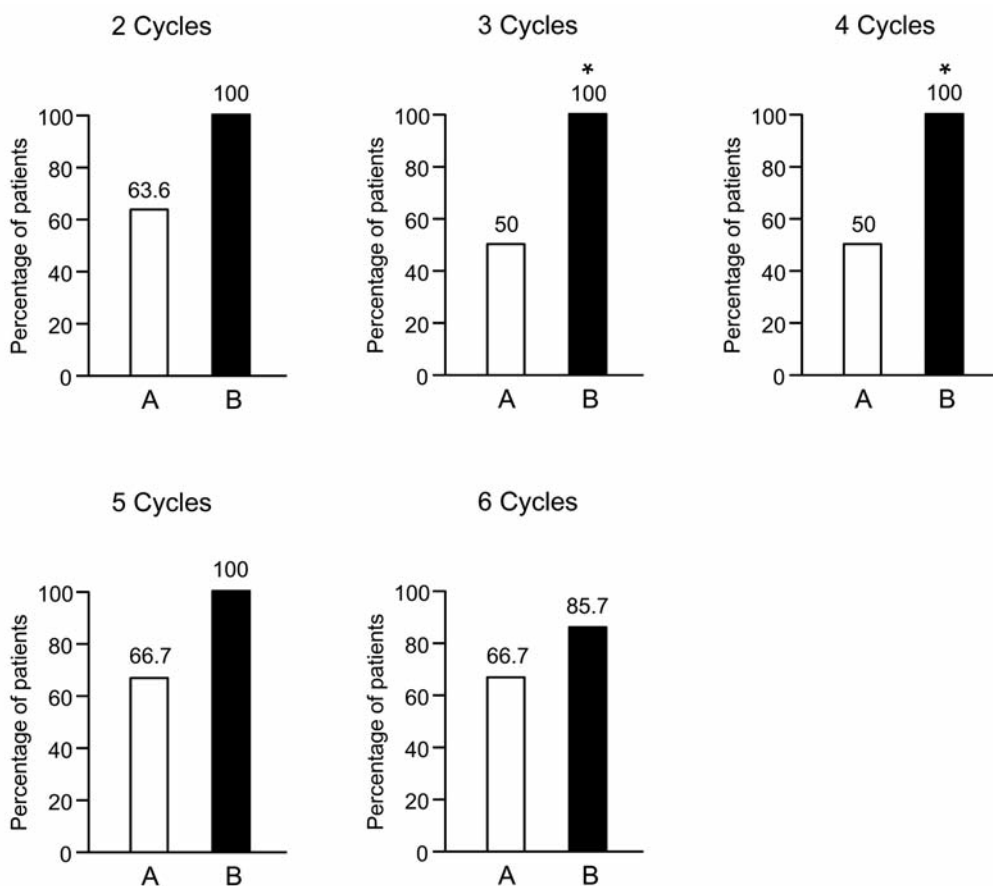 2 Cycles
Percentage of patients
100
80
60
40
20
0
63.6
100
A
B
3 Cycles
Percentage of patients
100
80
60
40
20
0
50
*
100
A
B
4 Cycles
Percentage of patients
100
80
60
40
20
0
50
*
100
A
B
5 Cycles
Percentage of patients
100
80
60
40
20
0
66.7
100
A
B
6 Cycles
Percentage of patients
100
80
60
40
20
0
66.7
85.7
A
B